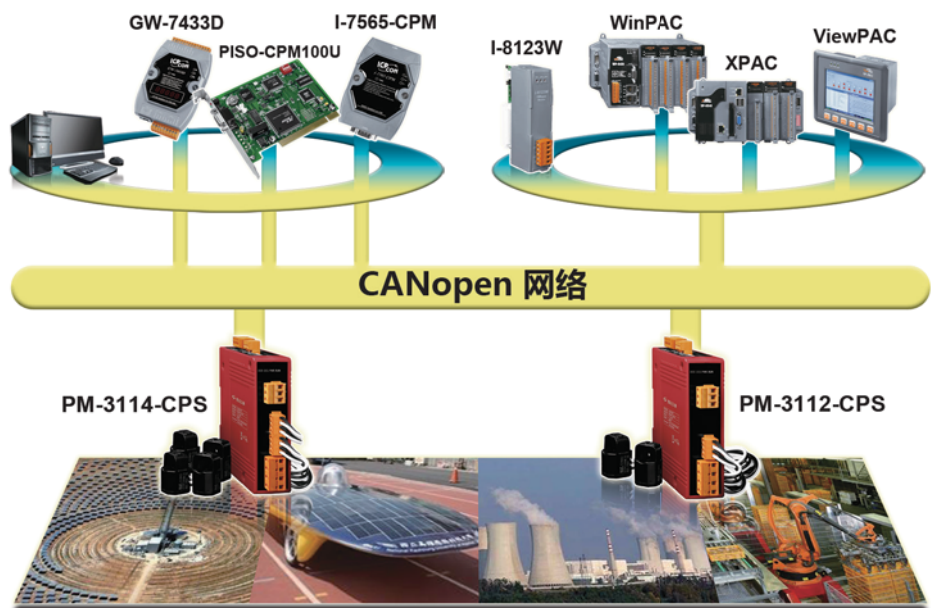 GW-7433D
I-7565-CPM
PISO-CPM100U
I-8123W
WinPAC
XPAC
ViewPAC
CANopen 网络
PM-3114-CPS
PM-3112-CPS